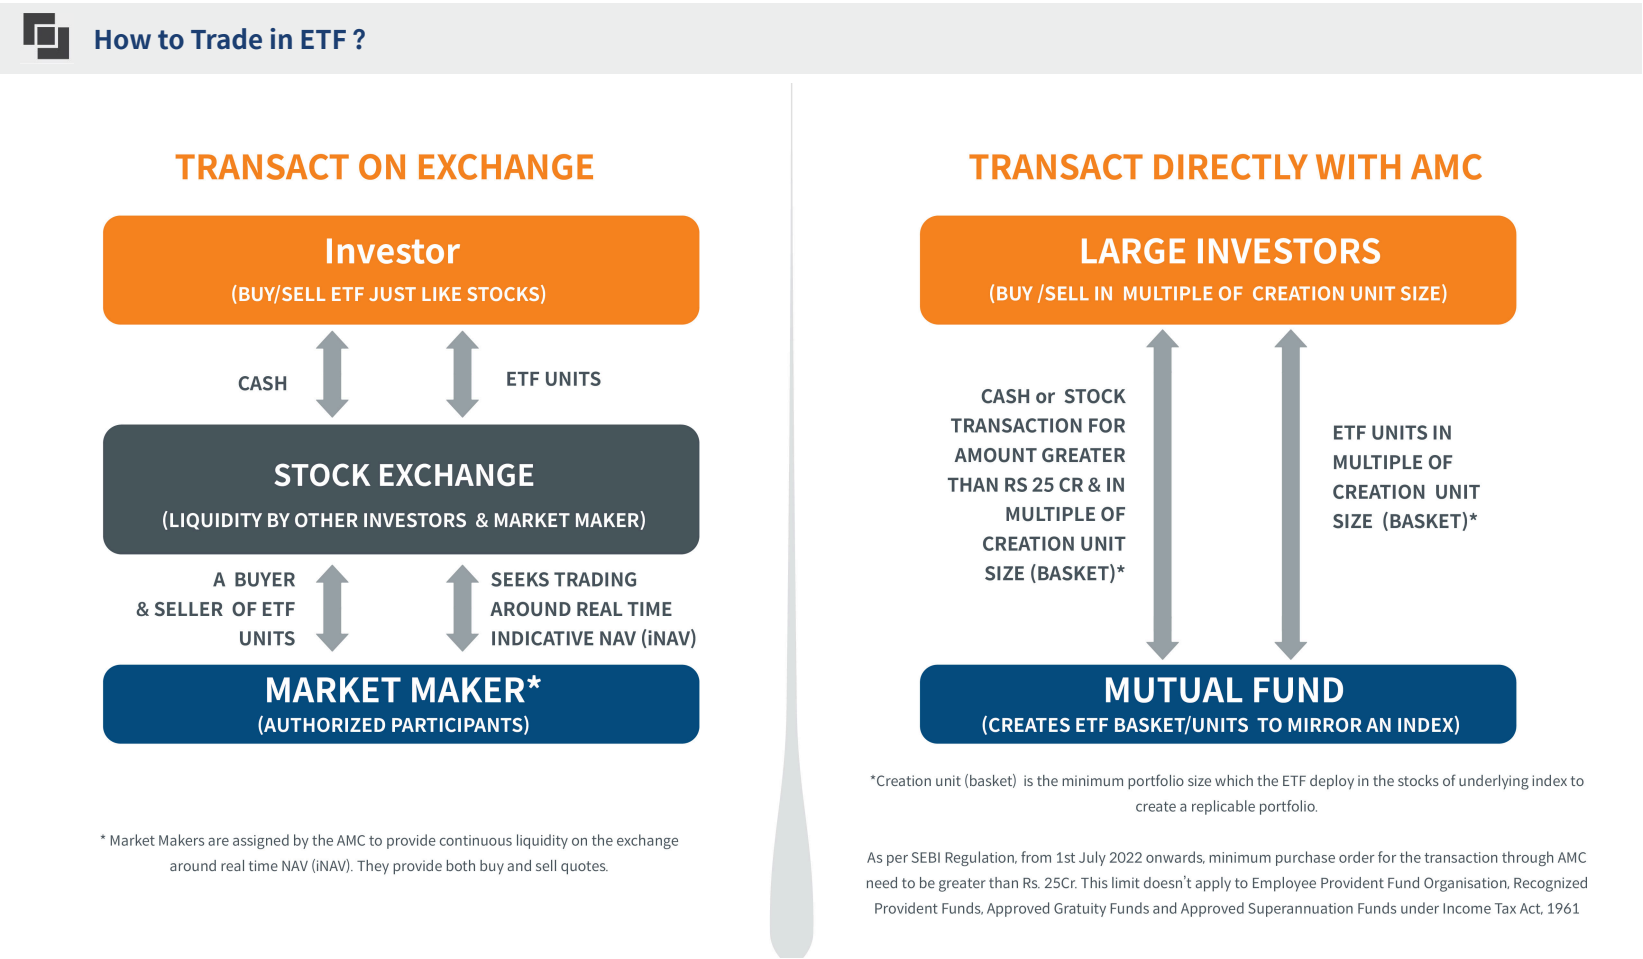 How to Trade in ETF ?
TRANSACT ON EXCHANGE
Investor
(BUY/SELL ETF JUST LIKE STOCKS)
CASH
ETF UNITS
STOCK EXCHANGE
(LIQUIDITY BY OTHER INVESTORS & MARKET MAKER)
A BUYER
& SELLER OF ETF
UNITS
SEEKS TRADING
AROUND REAL TIME
INDICATIVE NAV (iNAV)
MARKET MAKER*
(AUTHORIZED PARTICIPANTS)
* Market Makers are assigned by the AMC to provide continuous liquidity on the exchange
around real time NAV (iNAV). They provide both buy and sell quotes.
TRANSACT DIRECTLY WITH AMC
LARGE INVESTORS
(BUY /SELL IN MULTIPLE OF CREATION UNIT SIZE)
CASH or STOCK
TRANSACTION FOR
AMOUNT GREATER
THAN RS 25 CR & IN
MULTIPLE OF
CREATION UNIT
SIZE (BASKET)*
ETF UNITS IN
MULTIPLE OF
CREATION UNIT
SIZE (BASKET)*
MUTUAL FUND
(CREATES ETF BASKET/UNITS TO MIRROR AN INDEX)
*Creation unit (basket) is the minimum portfolio size which the ETF deploy in the stocks of underlying index to
create a replicable portfolio.
As per SEBI Regulation, from 1st July 2022 onwards, minimum purchase order for the transaction through AMC
need to be greater than Rs. 25Cr. This limit doesn't apply to Employee Provident Fund Organisation, Recognized
Provident Funds, Approved Gratuity Funds and Approved Superannuation Funds under Income Tax Act, 1961